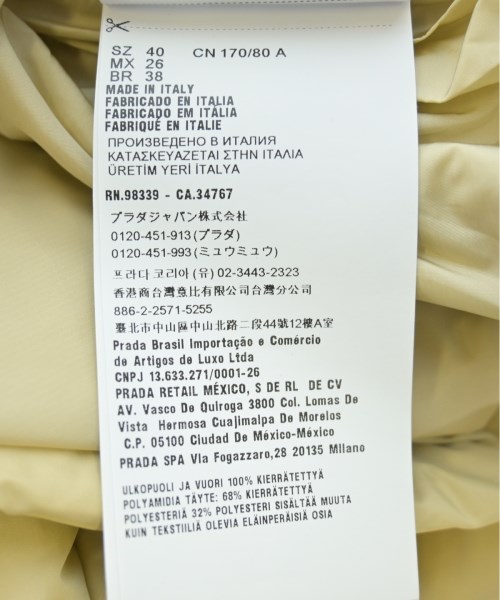 SZ 40 CN 170/80 A
MX 26
BR 38
MADE IN ITALY
FABRICADO EN ITALIA
FABRICADO EM ITÁLIA
FABRIQUÉ EN ITALIE
ПРОИЗВЕДЕНО В ИТАЛИЯ
ΚΑΤΑΣΚΕΥΑΖΕΤΑΙ ΣΤΗΝ ΙΤΑΛΙΑ
ÜRETİM YERİ İTALYA
RN.98339 - CA.34767
プラダジャパン株式会社
0120-451-913(プラダ)
0120-451-993(ミュウミュウ)
프라다 코리아 (유) 02-3443-2323
香港商台灣意比有限公司台灣分公司
886-2-2571-5255
臺北市中山區中山北路二段44號12樓A室
Prada Brasil Importação e Comércio
de Artigos de Luxo Ltda
CNPJ 13.633.271/0001-26
PRADA RETAIL MÉXICO, S DE RL DE CV
AV. Vasco De Quiroga 3800 Col. Lomas De
Vista Hermosa Cuajimalpa De Morelos
C.P. 05100 Ciudad De México-México
PRADA SPA Via Fogazzaro,28 20135 Milano
ULKOPUOLI JA VUORI 100% KIERRÄTETTYÄ
POLYAMIDIA TÄYTE: 68% KIERRÄTETTYÄ
POLYESTERIÄ 32% POLYESTERI SISÄLTÄÄ MUUTA
KUIN TEKSTIILIÄ OLEVIA ELÄINPERÄISIÄ OSIA